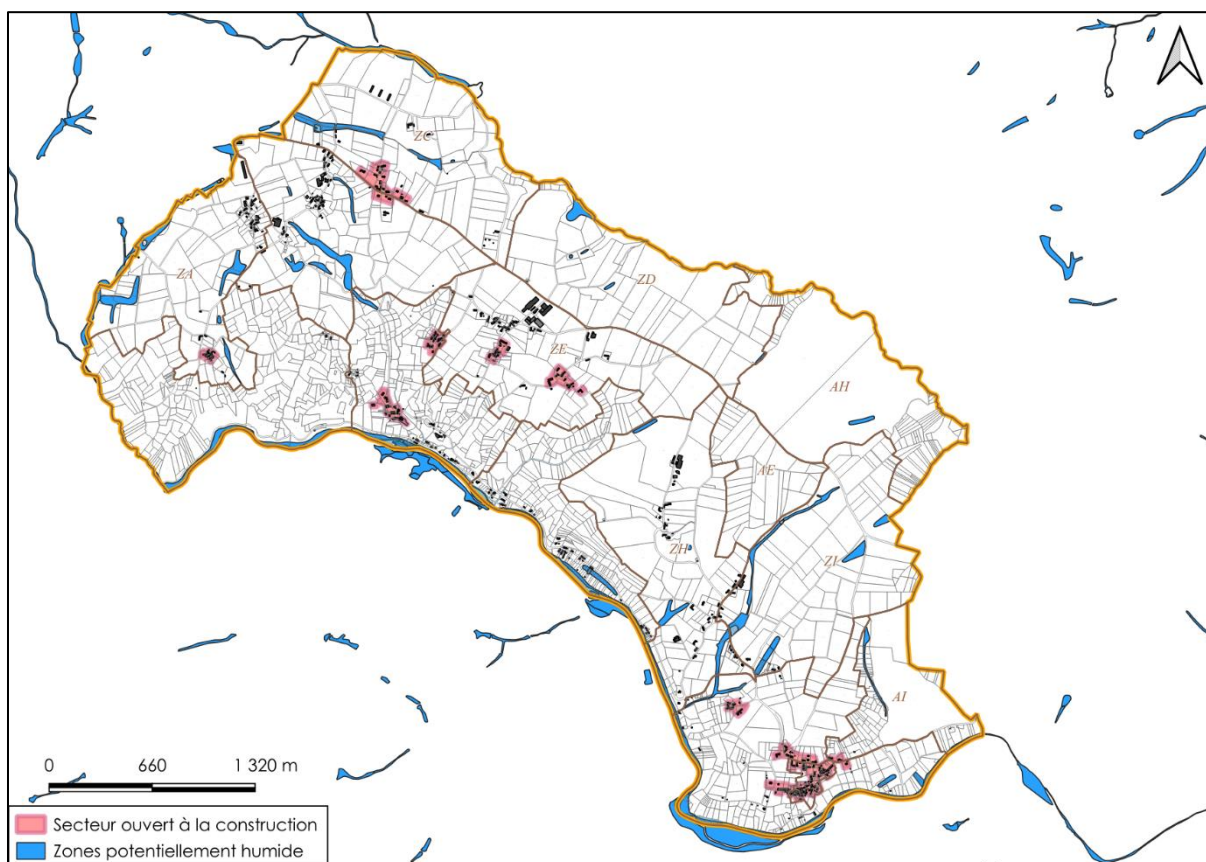 ZC
ZA
ZD
ZE
AH
AE
ZH
ZI
AI
0 660 1 320 m
Secteur ouvert à la construction
Zones potentiellement humide